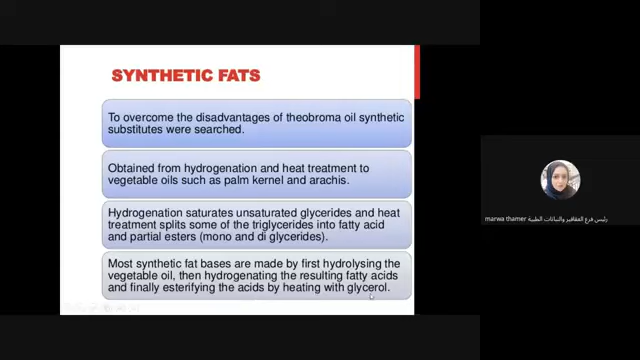 SYNTHETIC FATS
To overcome the disadvantages of theobroma oil synthetic
substitutes were searched.
Obtained from hydrogenation and heat treatment to
vegetable oils such as palm kernel and arachis.
Hydrogenation saturates unsaturated glycerides and heat
treatment splits some of the triglycerides into fatty acid
and partial esters (mono and di glycerides).
Most synthetic fat bases are made by first hydrolysing the
vegetable oil, then hydrogenating the resulting fatty acids
and finally esterifying the acids by heating with glycerol.
marwa thamer رئيس فرع العقاقير والنباتات الطبية